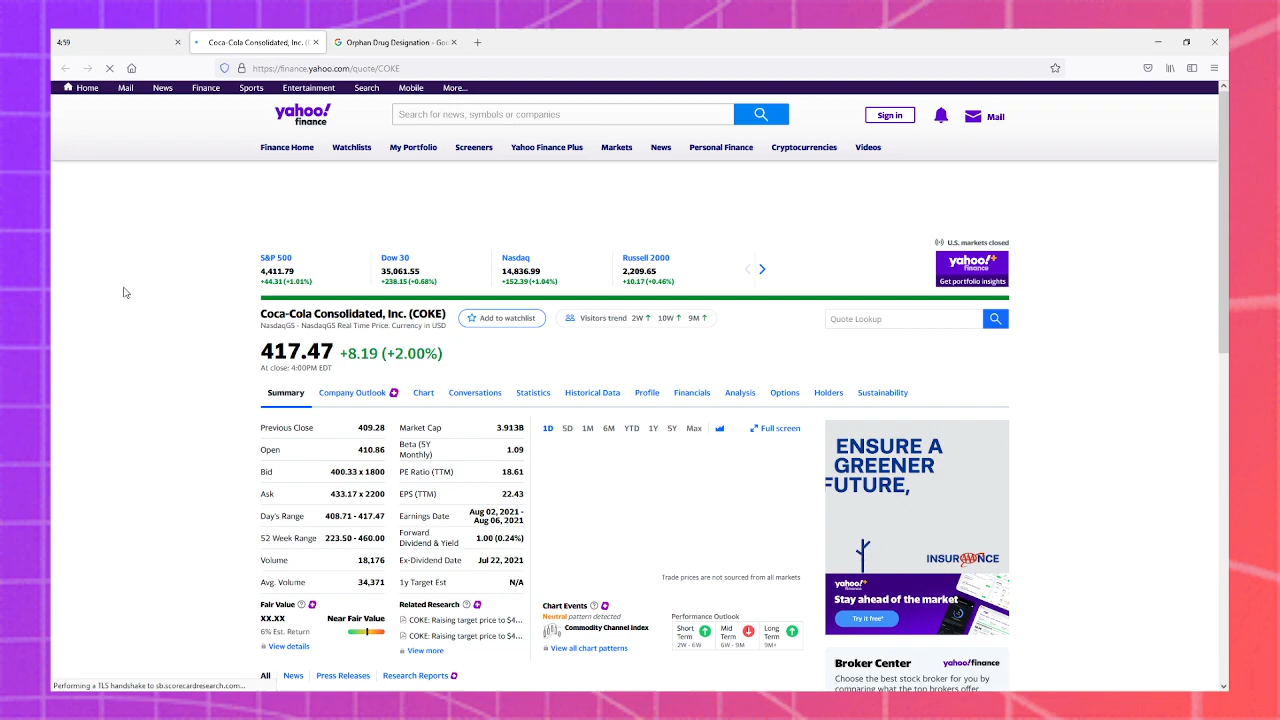 4:59
Coca-Cola Consolidated, Inc. (C
Orphan Drug Designation - Goo
https://finance.yahoo.com/quote/COKE
Home Mail News Finance Sports Entertainment Search Mobile More...
yahoo!
finance
Search for news, symbols or companies
Sign in
Mail
Finance Home Watchlists My Portfolio Screeners Yahoo Finance Plus Markets News Personal Finance Cryptocurrencies Videos
U.S. markets closed
S&P 500 Dow 30 Nasdaq Russell 2000
4,411.79 35,061.55 14,836.99 2,209.65
+44.31 (+1.01%) +238.15 (+0.68%) +152.39 (+1.04%) +10.17 (+0.46%)
yahoo!+
finance
Get portfolio insights
Coca-Cola Consolidated, Inc. (COKE)
NasdaqGS - NasdaqGS Real Time Price. Currency in USD
Add to watchlist
Visitors trend 2W↑ 10W↑ 9M↑
Quote Lookup
417.47 +8.19 (+2.00%)
At close: 4:00PM EDT
Summary Company Outlook Chart Conversations Statistics Historical Data Profile Financials Analysis Options Holders Sustainability
Previous Close 409.28
Open 410.86
Bid 400.33 x 1800
Ask 433.17 x 2200
Day's Range 408.71 - 417.47
52 Week Range 223.50 - 460.00
Volume 18,176
Avg. Volume 34,371
Market Cap 3.913B
Beta (5Y
Monthly) 1.09
PE Ratio (TTM) 18.61
EPS (TTM) 22.43
Earnings Date Aug 02, 2021 -
Aug 06, 2021
Forward
Dividend & Yield 1.00 (0.24%)
Ex-Dividend Date Jul 22, 2021
1y Target Est N/A
Fair Value
XX.XX Near Fair Value
6% Est. Return
View details
Related Research
COKE: Raising target price to $4...
COKE: Raising target price to $4...
View more
1D 5D 1M 6M YTD 1Y 5Y Max
Full screen
Trade prices are not sourced from all markets
Chart Events
Neutral pattern detected
Commodity Channel Index
View all chart patterns
Performance Outlook
Short
Term
2W - 6W
Mid
Term
6W - 9M
Long
Term
9M+
ENSURE A
GREENER
FUTURE,
INSURANCE
yahoo!+
finance
Stay ahead of the market
Try it free*
Broker Center
yahoo!finance
Choose the best stock broker for you by
comparing what the top brokers offer.
All News Press Releases Research Reports
Performing a TLS handshake to sb.scorecardresearch.com...